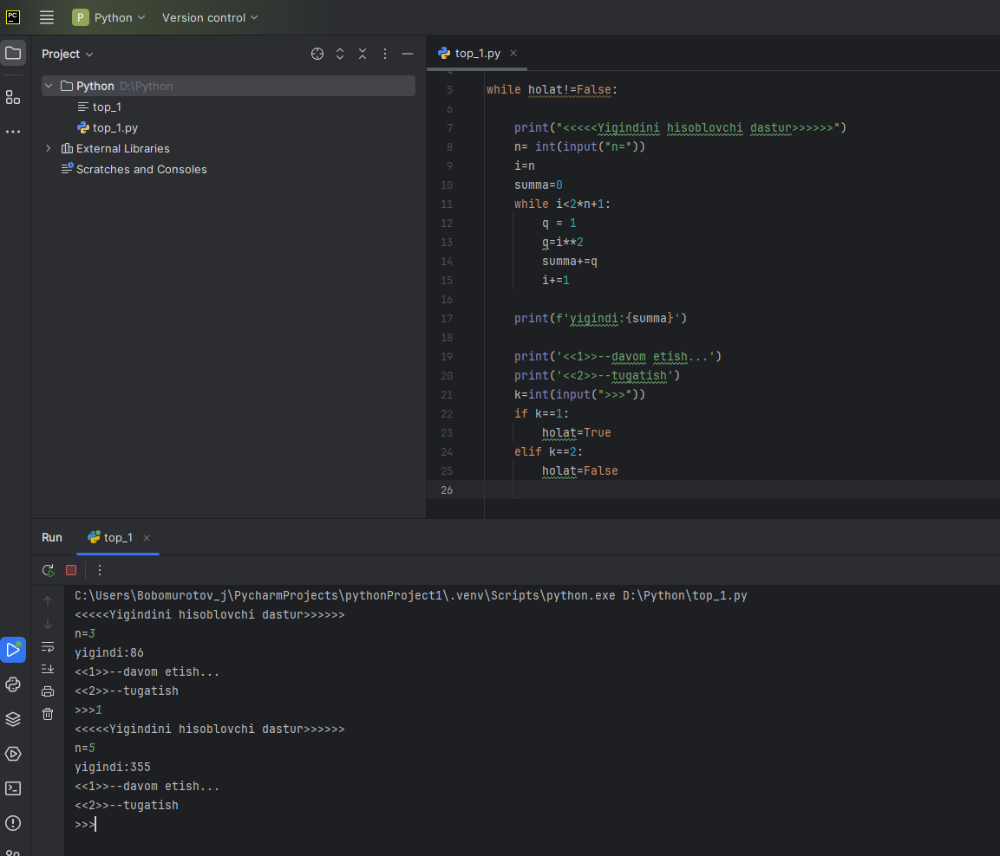 PC
P Python Version control
Project
top_1.py
Python D:\Python
top_1
top_1.py
External Libraries
Scratches and Consoles
5 while holat!=False:
6
7 print("<<<<<Yigindini hisoblovchi dastur>>>>>>")
8 n= int(input("n="))
9 i=n
10 summa=0
11 while i<2*n+1:
12 q = 1
13 q=i**2
14 summa+=q
15 i+=1
16
17 print(f'yigindi:{summa}')
18
19 print('<<1>>--davom etish...')
20 print('<<2>>--tugatish')
21 k=int(input(">>>"))
22 if k==1:
23 holat=True
24 elif k==2:
25 holat=False
26
Run top_1
C:\Users\Bobomurotov_j\PycharmProjects\pythonProject1\.venv\Scripts\python.exe D:\Python\top_1.py
<<<<<Yigindini hisoblovchi dastur>>>>>>
n=3
yigindi:86
<<1>>--davom etish...
<<2>>--tugatish
>>>1
<<<<<Yigindini hisoblovchi dastur>>>>>>
n=5
yigindi:355
<<1>>--davom etish...
<<2>>--tugatish
>>>